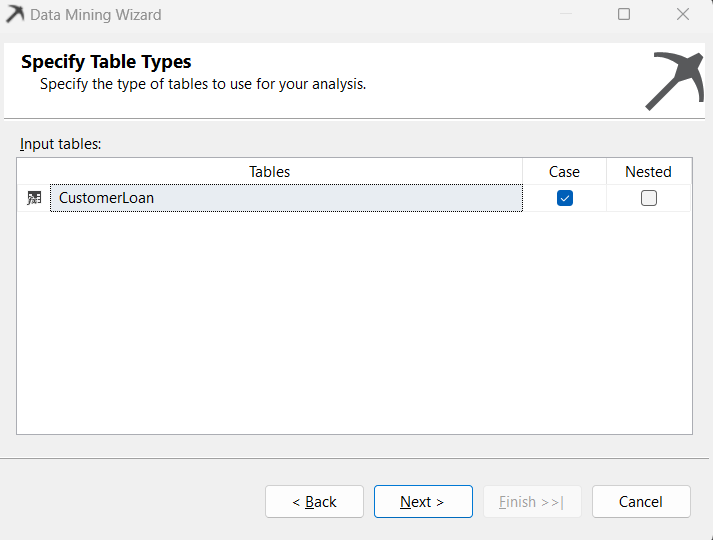 Data Mining Wizard
Specify Table Types
Specify the type of tables to use for your analysis.
Input tables:
Tables Case Nested
CustomerLoan
< Back Next > Finish >>| Cancel